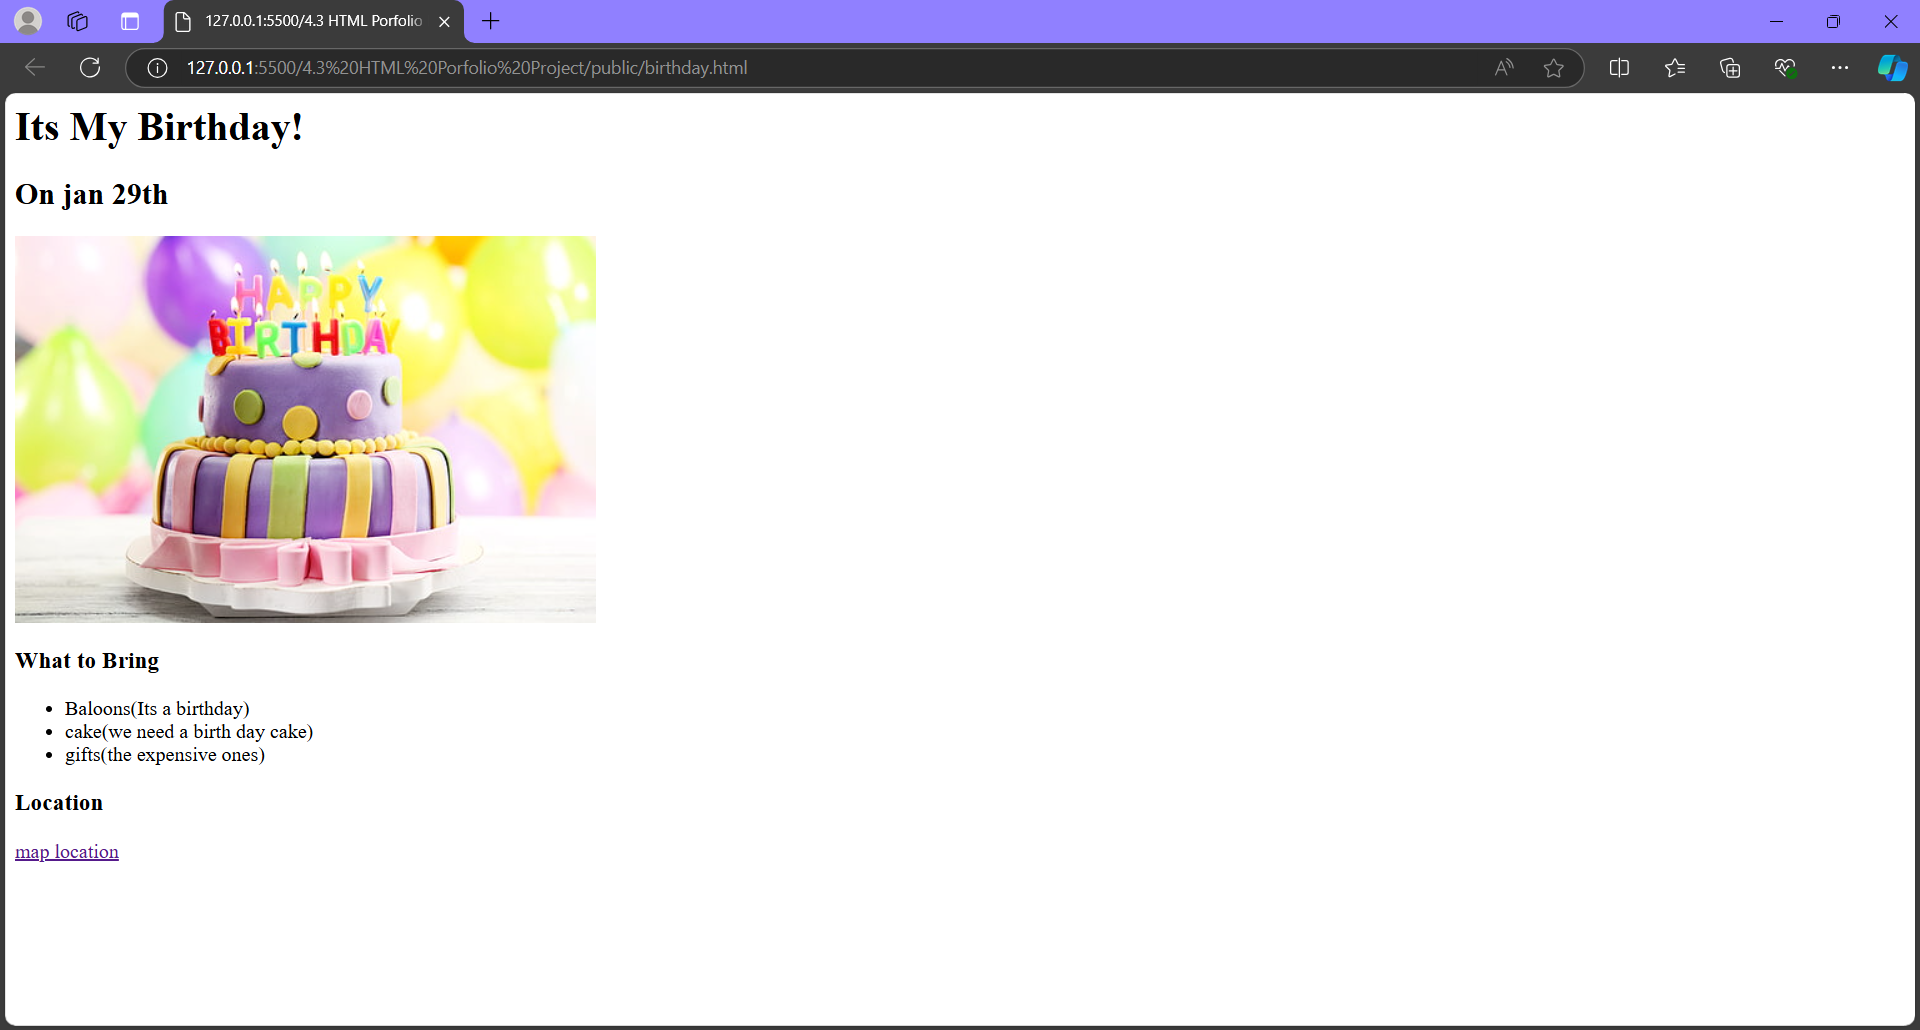 127.0.0.1:5500/4.3 HTML Porfolio
127.0.0.1:5500/4.3%20HTML%20Porfolio%20Project/public/birthday.html
Its My Birthday!
On jan 29th
HAPPY
BIRTHDAY
What to Bring
Baloons(Its a birthday)
cake(we need a birth day cake)
gifts(the expensive ones)
Location
map location